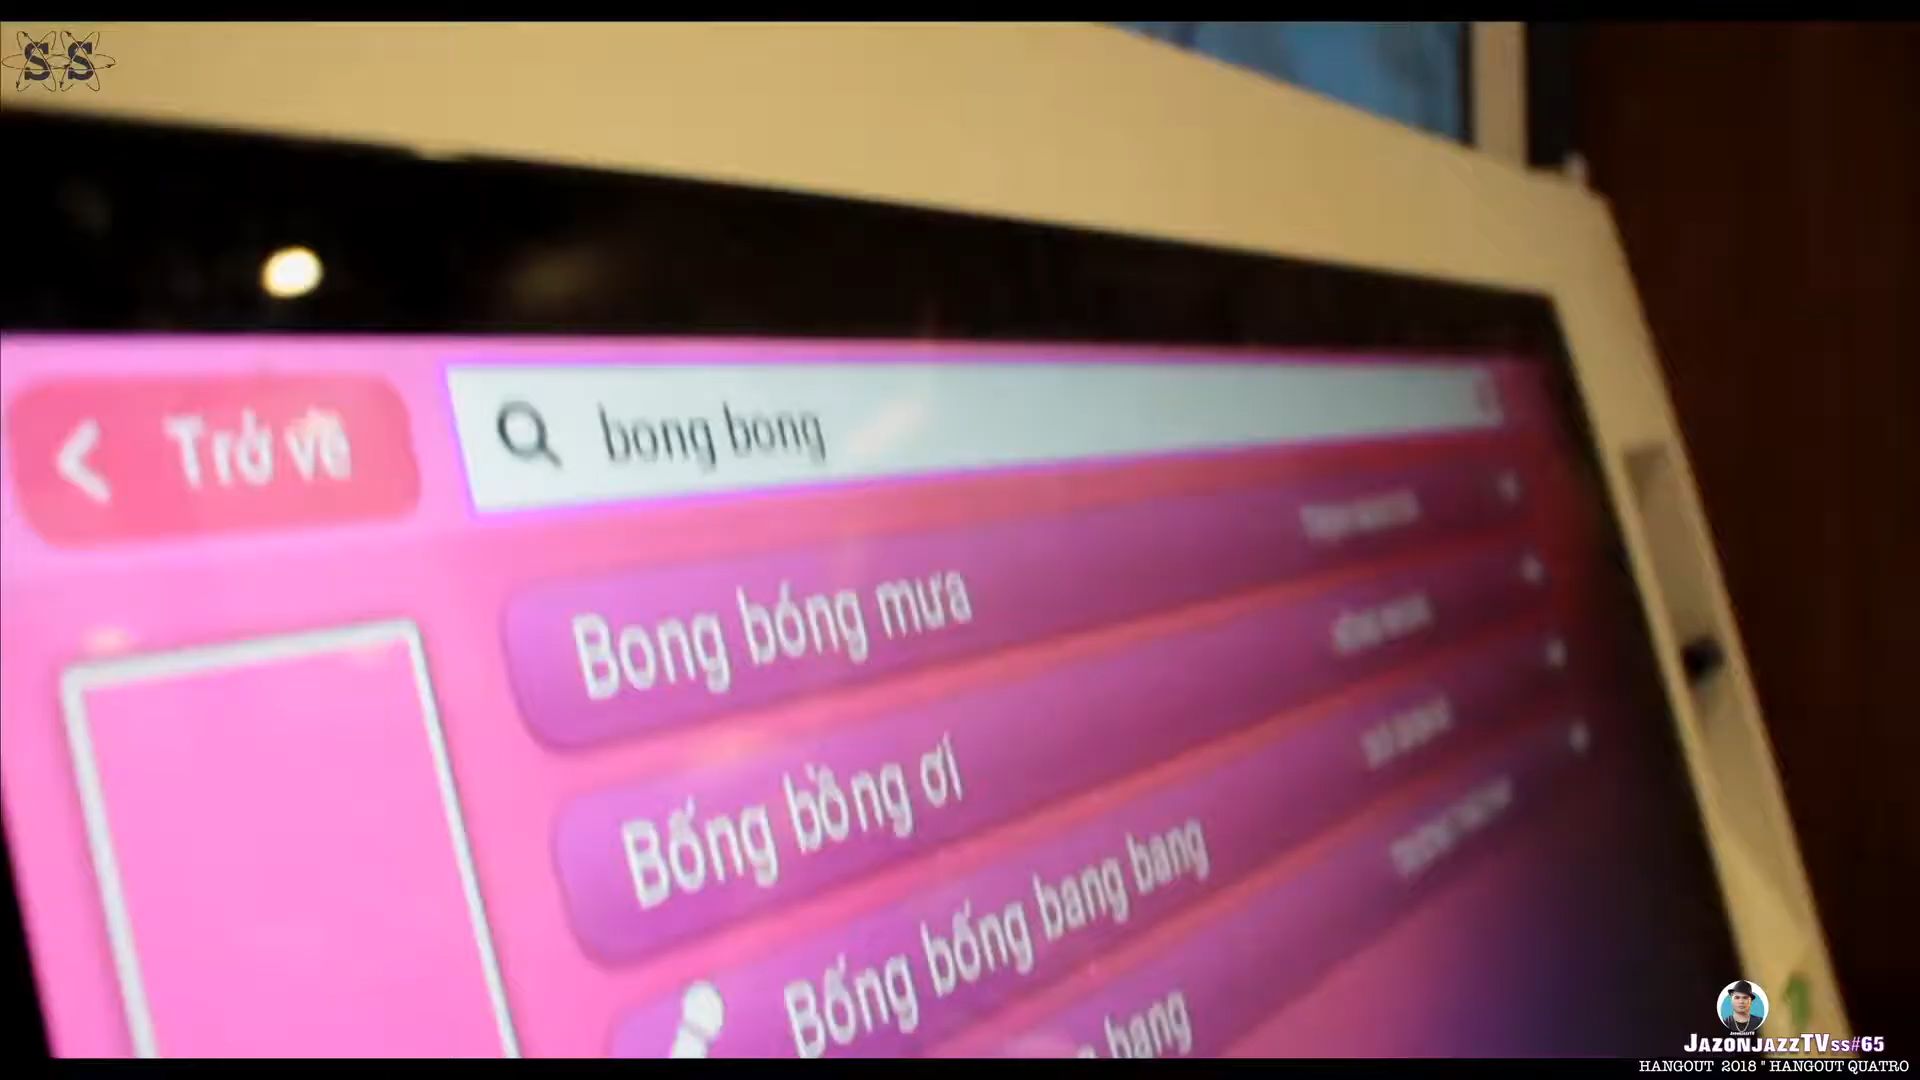 SS
Trở về
bong bong
Bong bóng mưa
Bống bồng ơi
Bống bống bang bang
bang
JAZONJAZZTVSS#65
HANGOUT 2018 " HANGOUT QUATRO